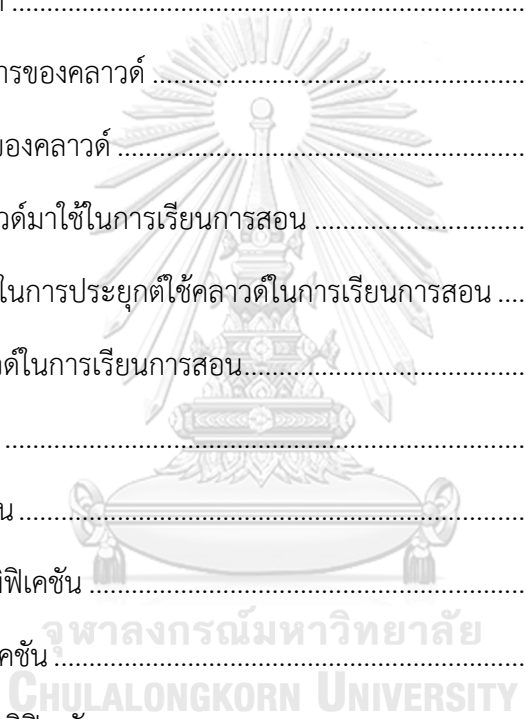 ารของคลาวด์ ........................................
ของคลาวด์ ........................................
วด์มาใช้ในการเรียนการสอน ........................
ในการประยุกต์ใช้คลาวด์ในการเรียนการสอน ....
วด์ในการเรียนการสอน..............................
น ........................................
มิฟิเคชัน ........................................
จุฬาลงกรณ์มหาวิทยาลัย
คชัน ........................................
CHULALONGKORN UNIVERSITY